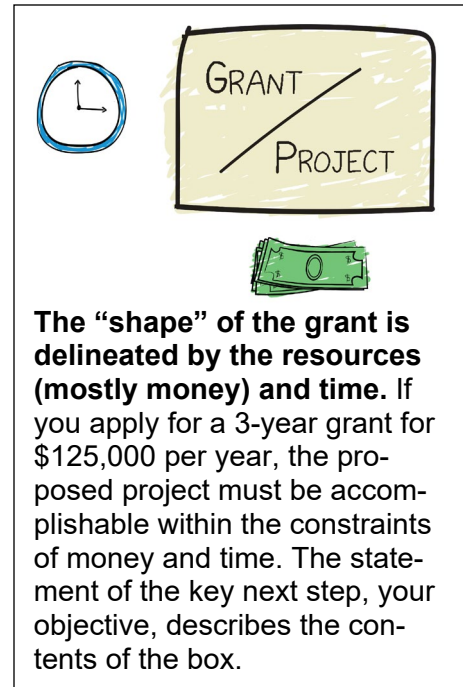 GRANT
PROJECT
The “shape” of the grant is
delineated by the resources
(mostly money) and time. If
you apply for a 3-year grant for
$125,000 per year, the pro-
posed project must be accom-
plishable within the constraints
of money and time. The state-
ment of the key next step, your
objective, describes the con-
tents of the box.